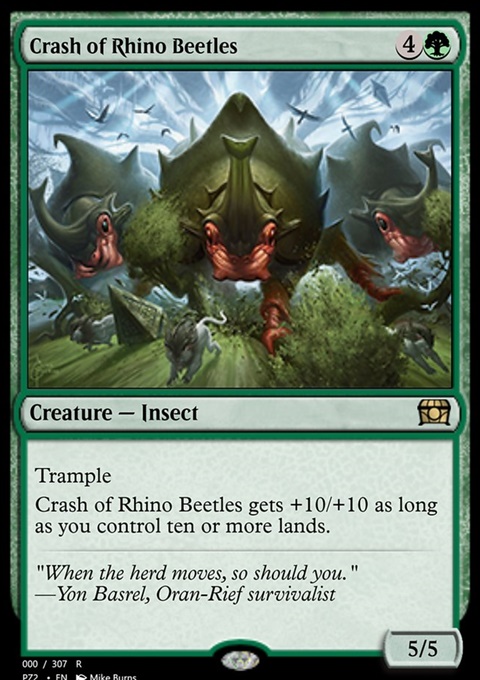 Crash of Rhino Beetles 4
Creature — Insect
Trample
Crash of Rhino Beetles gets +10/+10 as long
as you control ten or more lands.
"When the herd moves, so should you."
—Yon Basrel, Oran-Rief survivalist
5/5
000 / 307 R
PZ2 • EN Mike Burns